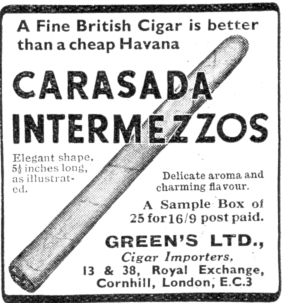 A Fine British Cigar is better
than a cheap Havana
CARASADA
INTERMEZZOS
Elegant shape,
5½ inches long,
as illustrat-
ed.
Delicate aroma and
charming flavour.
A Sample Box of
25 for 16/9 post paid.
GREEN'S LTD.,
Cigar Importers,
13 & 38, Royal Exchange,
Cornhill, London, E.C.3